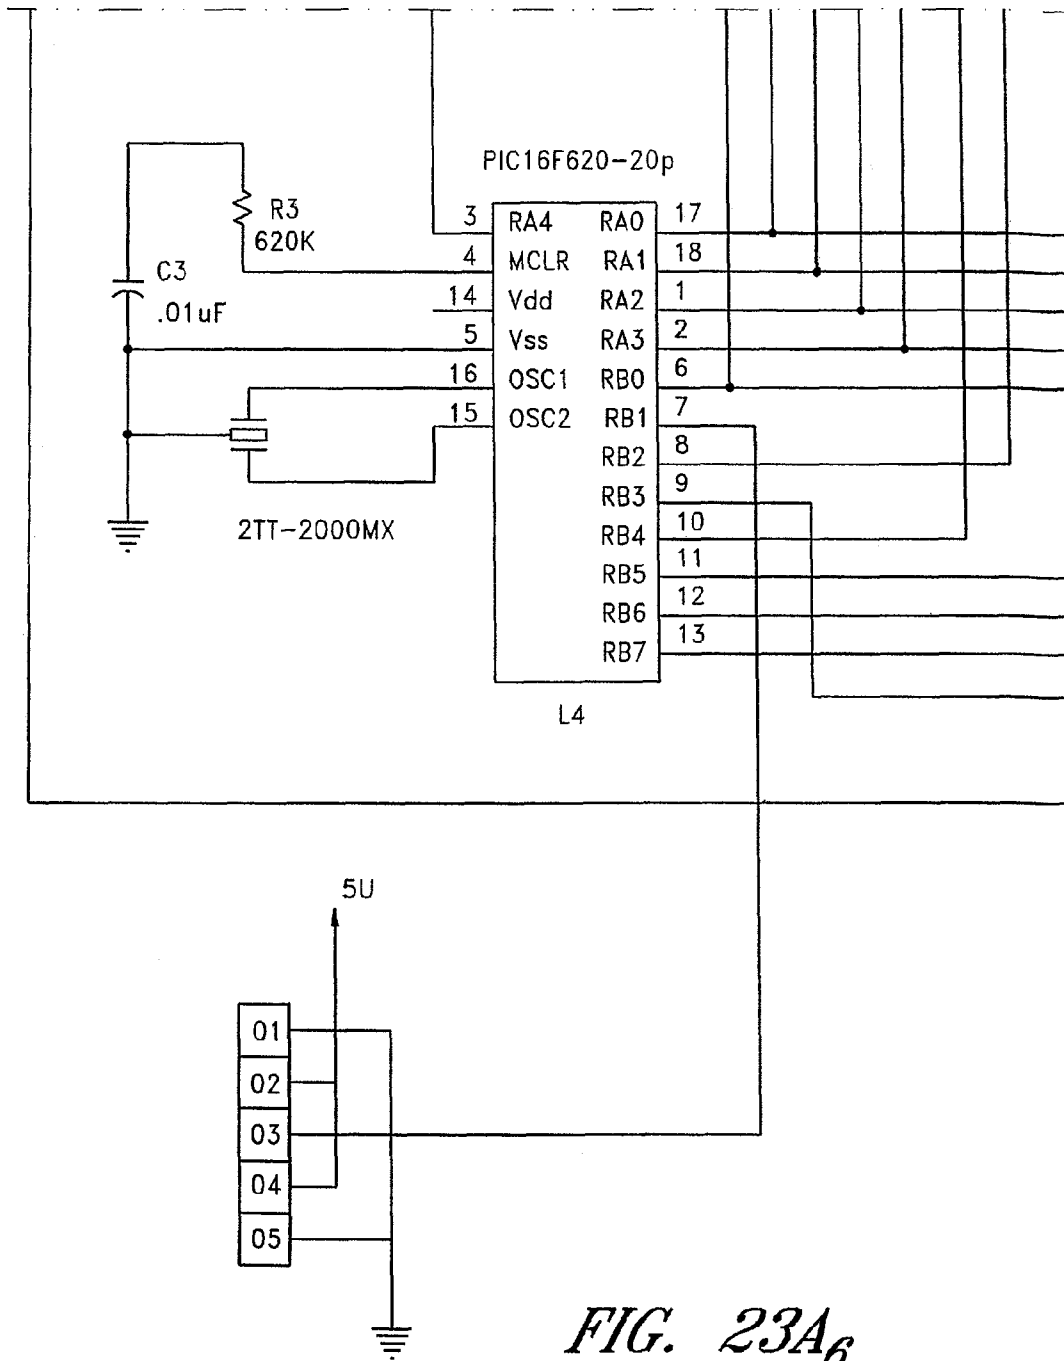 PIC16F620-20p
3 RA4 RA0 17
4 MCLR RA1 18
14 Vdd RA2 1
5 Vss RA3 2
16 OSC1 RB0 6
15 OSC2 RB1 7
RB2 8
RB3 9
RB4 10
RB5 11
RB6 12
RB7 13
L4
R3
620K
C3
.01uF
2TT-2000MX
5U
01
02
03
04
05
FIG. 23A6